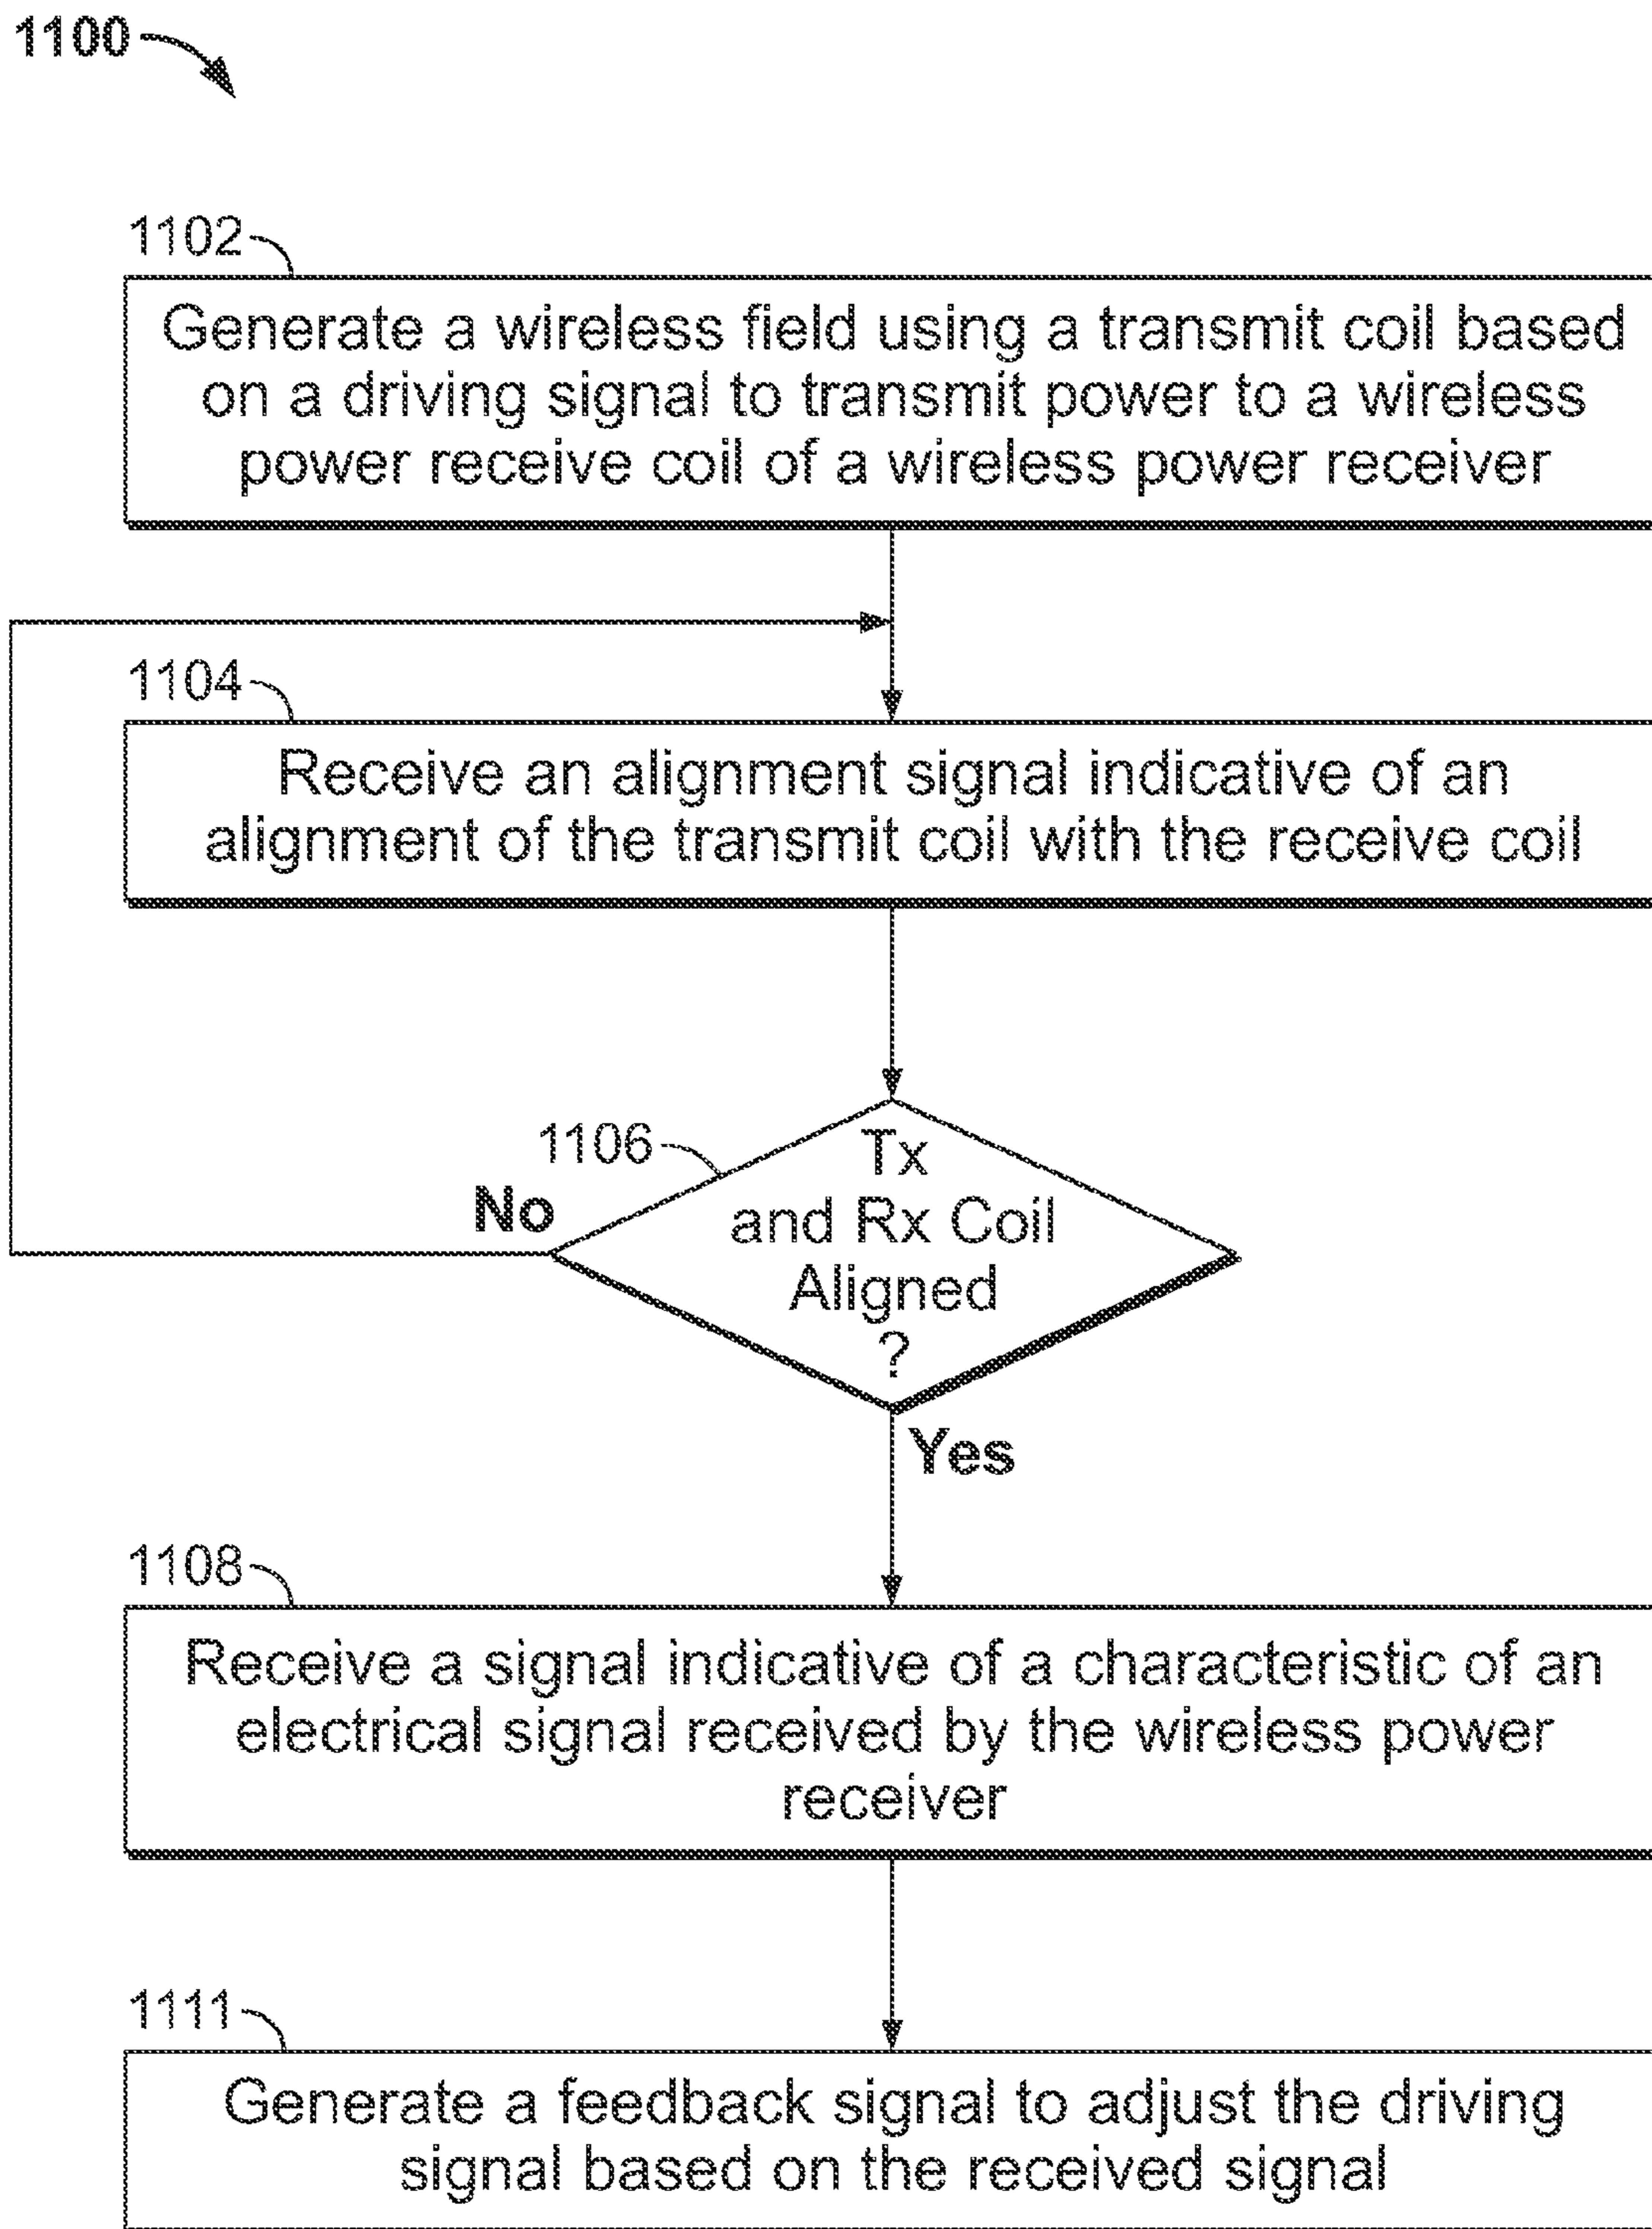 1100
1102
Generate a wireless field using a transmit coil based
on a driving signal to transmit power to a wireless
power receive coil of a wireless power receiver
1104
Receive an alignment signal indicative of an
alignment of the transmit coil with the receive coil
1106
Tx
and Rx Coil
Aligned
?
No
Yes
1108
Receive a signal indicative of a characteristic of an
electrical signal received by the wireless power
receiver
1111
Generate a feedback signal to adjust the driving
signal based on the received signal